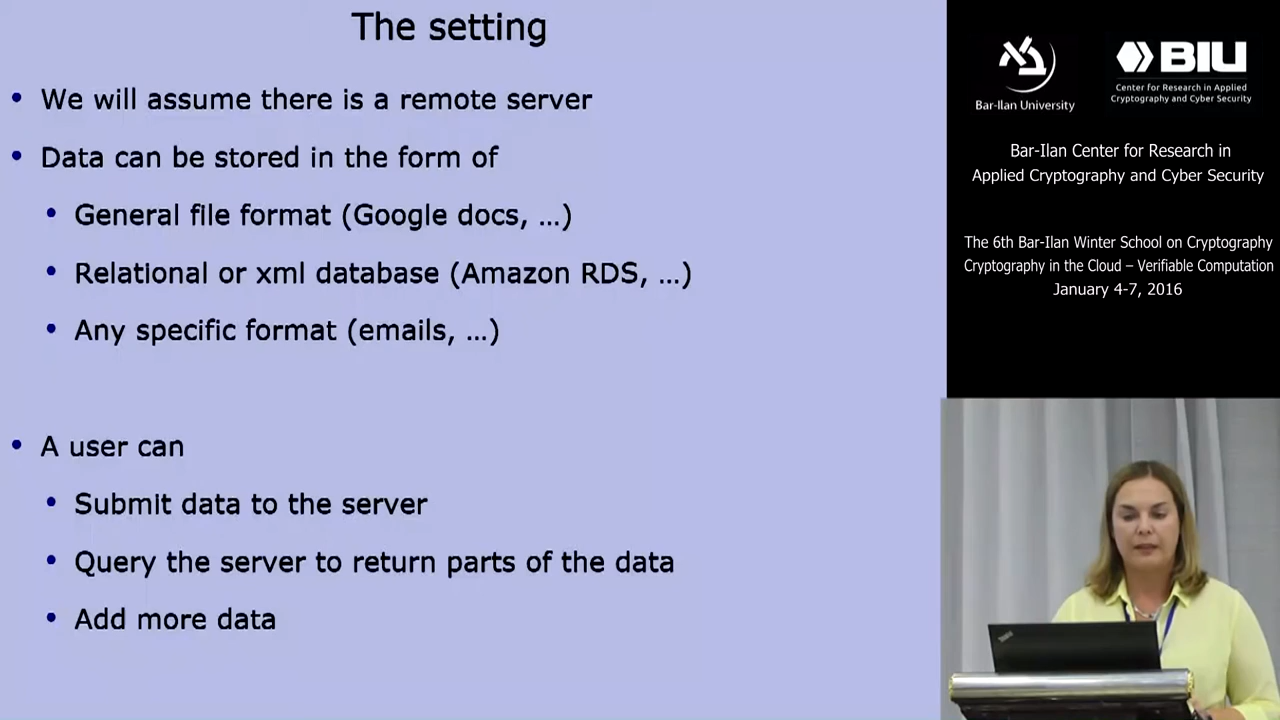 The setting
• We will assume there is a remote server
• Data can be stored in the form of
• General file format (Google docs, …)
• Relational or xml database (Amazon RDS, …)
• Any specific format (emails, …)
• A user can
• Submit data to the server
• Query the server to return parts of the data
• Add more data
Bar-Ilan University
BIU
Center for Research in Applied
Cryptography and Cyber Security
Bar-Ilan Center for Research in
Applied Cryptography and Cyber Security
The 6th Bar-Ilan Winter School on Cryptography
Cryptography in the Cloud – Verifiable Computation
January 4-7, 2016